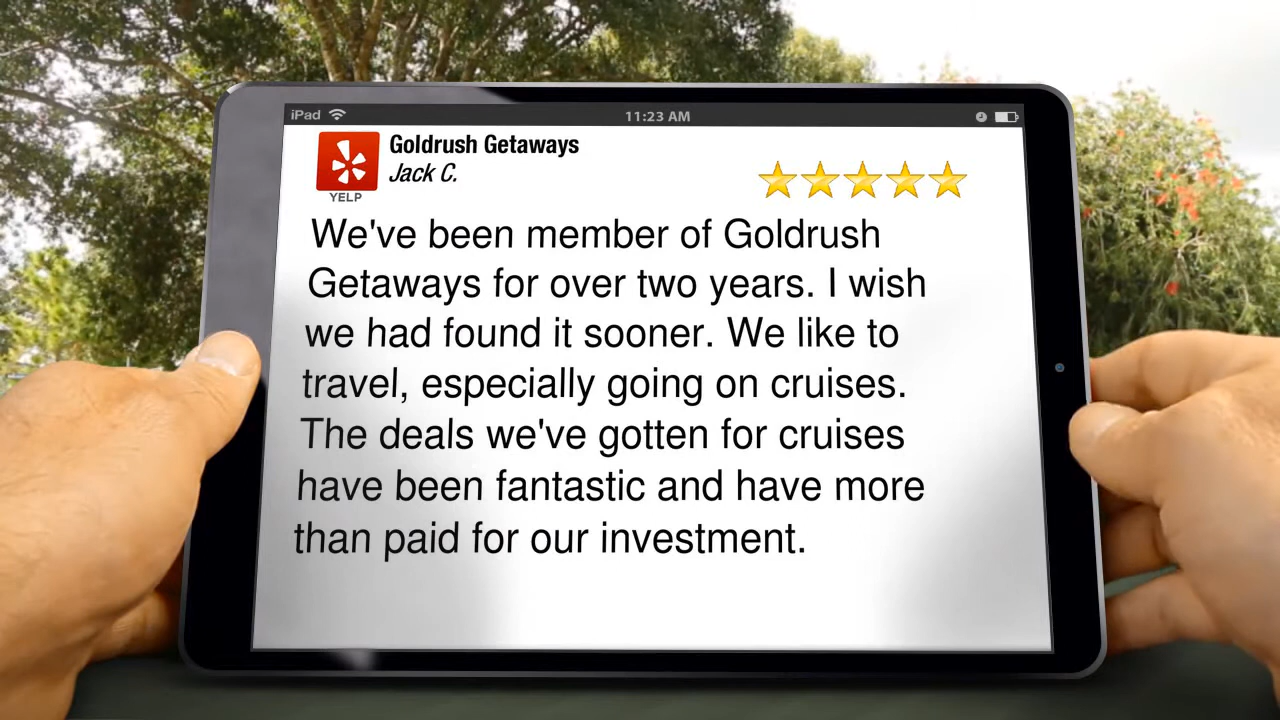 iPad 11:23 AM
Goldrush Getaways
Jack C.
YELP
We've been member of Goldrush
Getaways for over two years. I wish
we had found it sooner. We like to
travel, especially going on cruises.
The deals we've gotten for cruises
have been fantastic and have more
than paid for our investment.